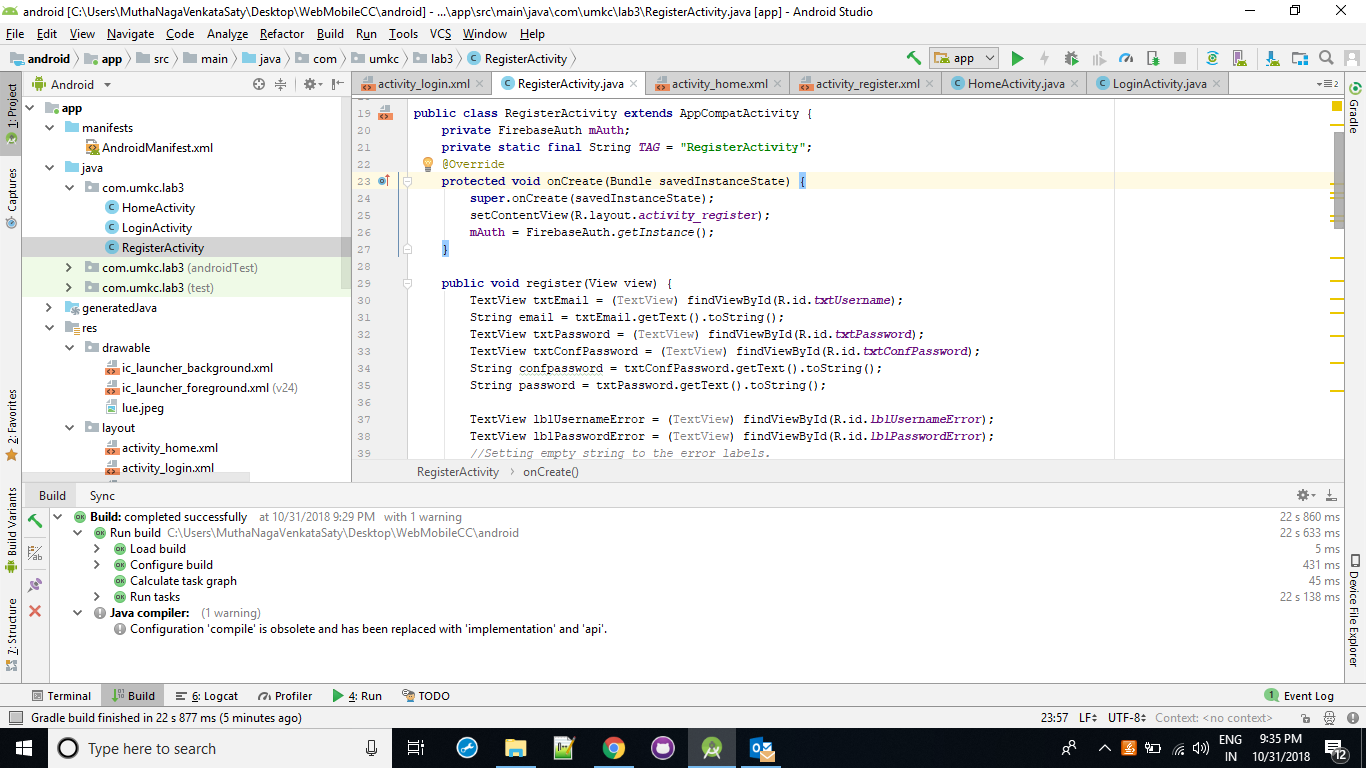 android [C:\Users\MuthaNagaVenkataSaty\Desktop\WebMobileCC\android] - ...\app\src\main\java\com\umkc\lab3\RegisterActivity.java [app] - Android Studio
File Edit View Navigate Code Analyze Refactor Build Run Tools VCS Window Help
android app src main java com umkc lab3 RegisterActivity app
1: Project
Captures
2: Favorites
Build Variants
7: Structure
Android
app
manifests
AndroidManifest.xml
java
com.umkc.lab3
HomeActivity
LoginActivity
RegisterActivity
com.umkc.lab3 (androidTest)
com.umkc.lab3 (test)
generatedJava
res
drawable
ic_launcher_background.xml
ic_launcher_foreground.xml (v24)
lue.jpeg
layout
activity_home.xml
activity_login.xml
activity_login.xml RegisterActivity.java activity_home.xml activity_register.xml HomeActivity.java LoginActivity.java
19 public class RegisterActivity extends AppCompatActivity {
20 private FirebaseAuth mAuth;
21 private static final String TAG = "RegisterActivity";
22 @Override
23 protected void onCreate(Bundle savedInstanceState) {
24 super.onCreate(savedInstanceState);
25 setContentView(R.layout.activity_register);
26 mAuth = FirebaseAuth.getInstance();
27 }
28
29 public void register(View view) {
30 TextView txtEmail = (TextView) findViewById(R.id.txtUsername);
31 String email = txtEmail.getText().toString();
32 TextView txtPassword = (TextView) findViewById(R.id.txtPassword);
33 TextView txtConfPassword = (TextView) findViewById(R.id.txtConfPassword);
34 String confpassword = txtConfPassword.getText().toString();
35 String password = txtPassword.getText().toString();
36
37 TextView lblUsernameError = (TextView) findViewById(R.id.lblUsernameError);
38 TextView lblPasswordError = (TextView) findViewById(R.id.lblPasswordError);
39 //Setting empty string to the error labels.
RegisterActivity onCreate()
Gradle
Device File Explorer
Build Sync
Build: completed successfully at 10/31/2018 9:29 PM with 1 warning 22 s 860 ms
Run build C:\Users\MuthaNagaVenkataSaty\Desktop\WebMobileCC\android 22 s 633 ms
Load build 5 ms
Configure build 431 ms
Calculate task graph 45 ms
Run tasks 22 s 138 ms
Java compiler: (1 warning)
Configuration 'compile' is obsolete and has been replaced with 'implementation' and 'api'.
Terminal Build 6: Logcat Profiler 4: Run TODO 1 Event Log
Gradle build finished in 22 s 877 ms (5 minutes ago) 23:57 LF UTF-8 Context: <no context>
Type here to search
ENG
IN
9:35 PM
10/31/2018
12